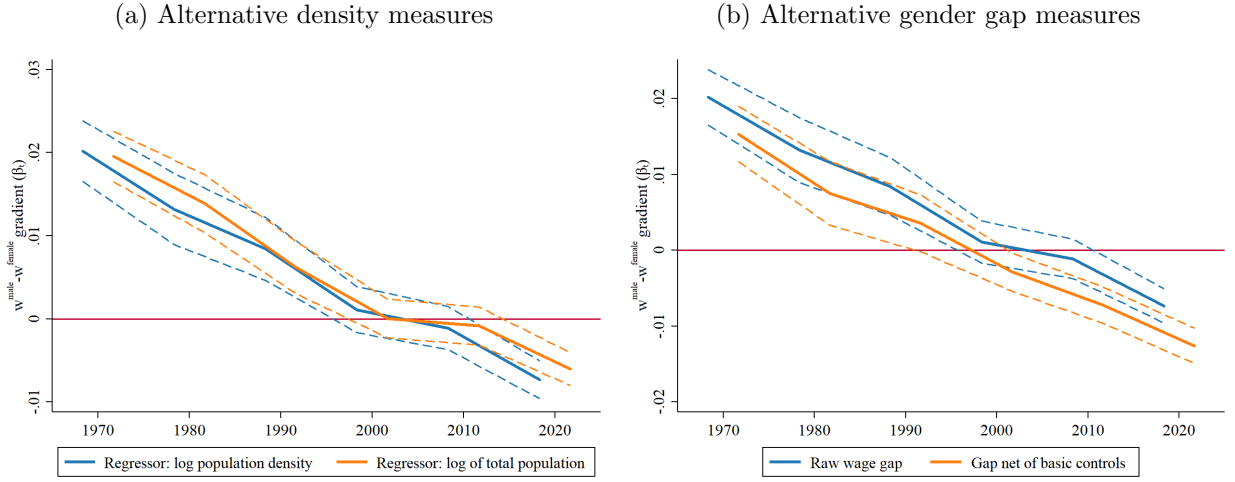 (a) Alternative density measures
w^male-w^female gradient (βₜ)
.03
.02
.01
0
-.01
1970 1980 1990 2000 2010 2020
Regressor: log population density Regressor: log of total population
(b) Alternative gender gap measures
w^male-w^female gradient (βₜ)
.02
.01
0
-.01
-.02
1970 1980 1990 2000 2010 2020
Raw wage gap Gap net of basic controls